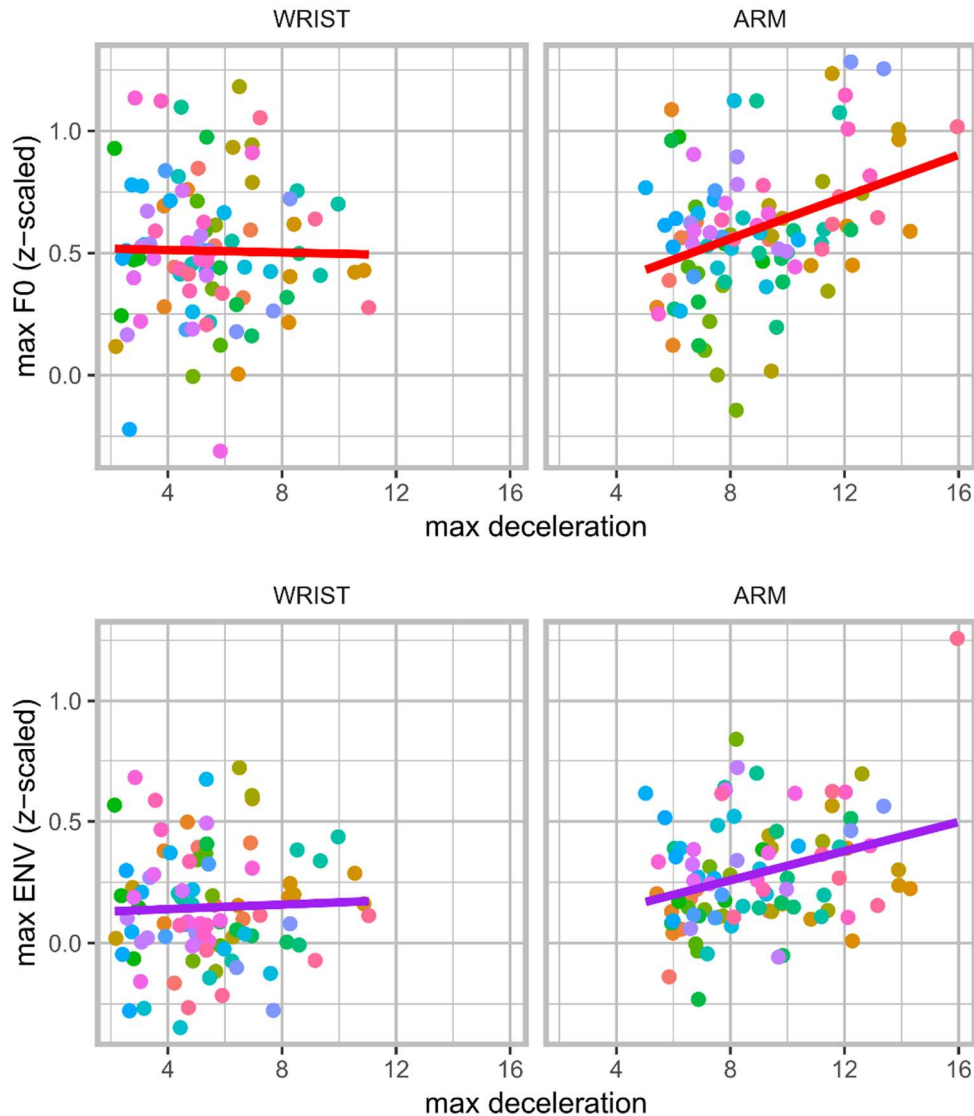 WRIST ARM
max F0 (z−scaled)
1.0
0.5
0.0
4 8 12 16 4 8 12 16
max deceleration
WRIST ARM
max ENV (z−scaled)
1.0
0.5
0.0
4 8 12 16 4 8 12 16
max deceleration